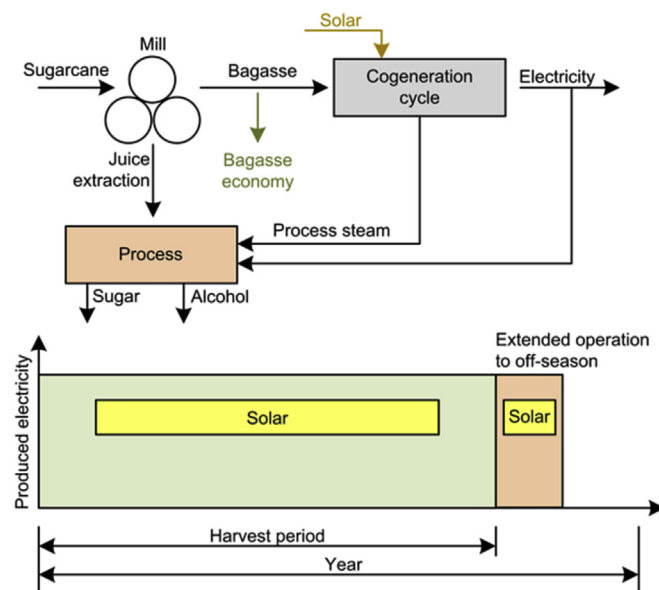 Solar
Mill
Sugarcane
Bagasse
Cogeneration
cycle
Electricity
Juice
extraction
Bagasse
economy
Process steam
Process
Sugar
Alcohol
Extended operation
to off-season
Produced electricity
Solar
Solar
Harvest period
Year